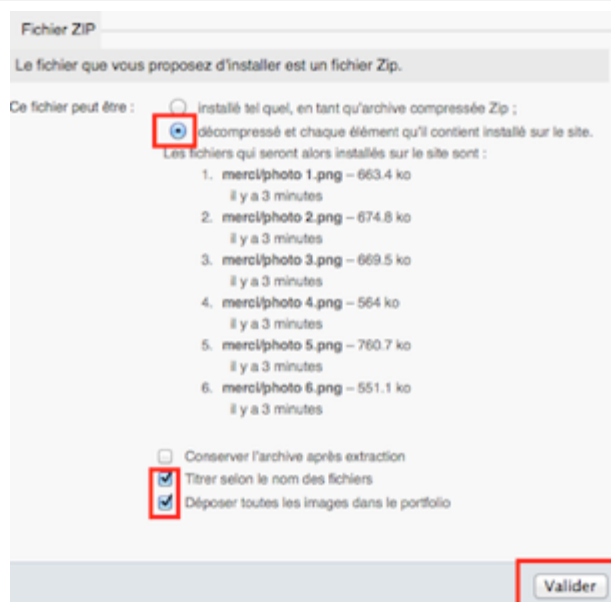 Fichier ZIP
Le fichier que vous proposez d'installer est un fichier Zip.
Ce fichier peut être :
installé tel quel, en tant qu'archive compressée Zip ;
décompressé et chaque élément qu'il contient installé sur le site.
Les fichiers qui seront alors installés sur le site sont :
1. merci/photo 1.png – 663.4 ko
il y a 3 minutes
2. merci/photo 2.png – 674.8 ko
il y a 3 minutes
3. merci/photo 3.png – 669.5 ko
il y a 3 minutes
4. merci/photo 4.png – 564 ko
il y a 3 minutes
5. merci/photo 5.png – 760.7 ko
il y a 3 minutes
6. merci/photo 6.png – 551.1 ko
il y a 3 minutes
Conserver l'archive après extraction
Titrer selon le nom des fichiers
Déposer toutes les images dans le portfolio
Valider